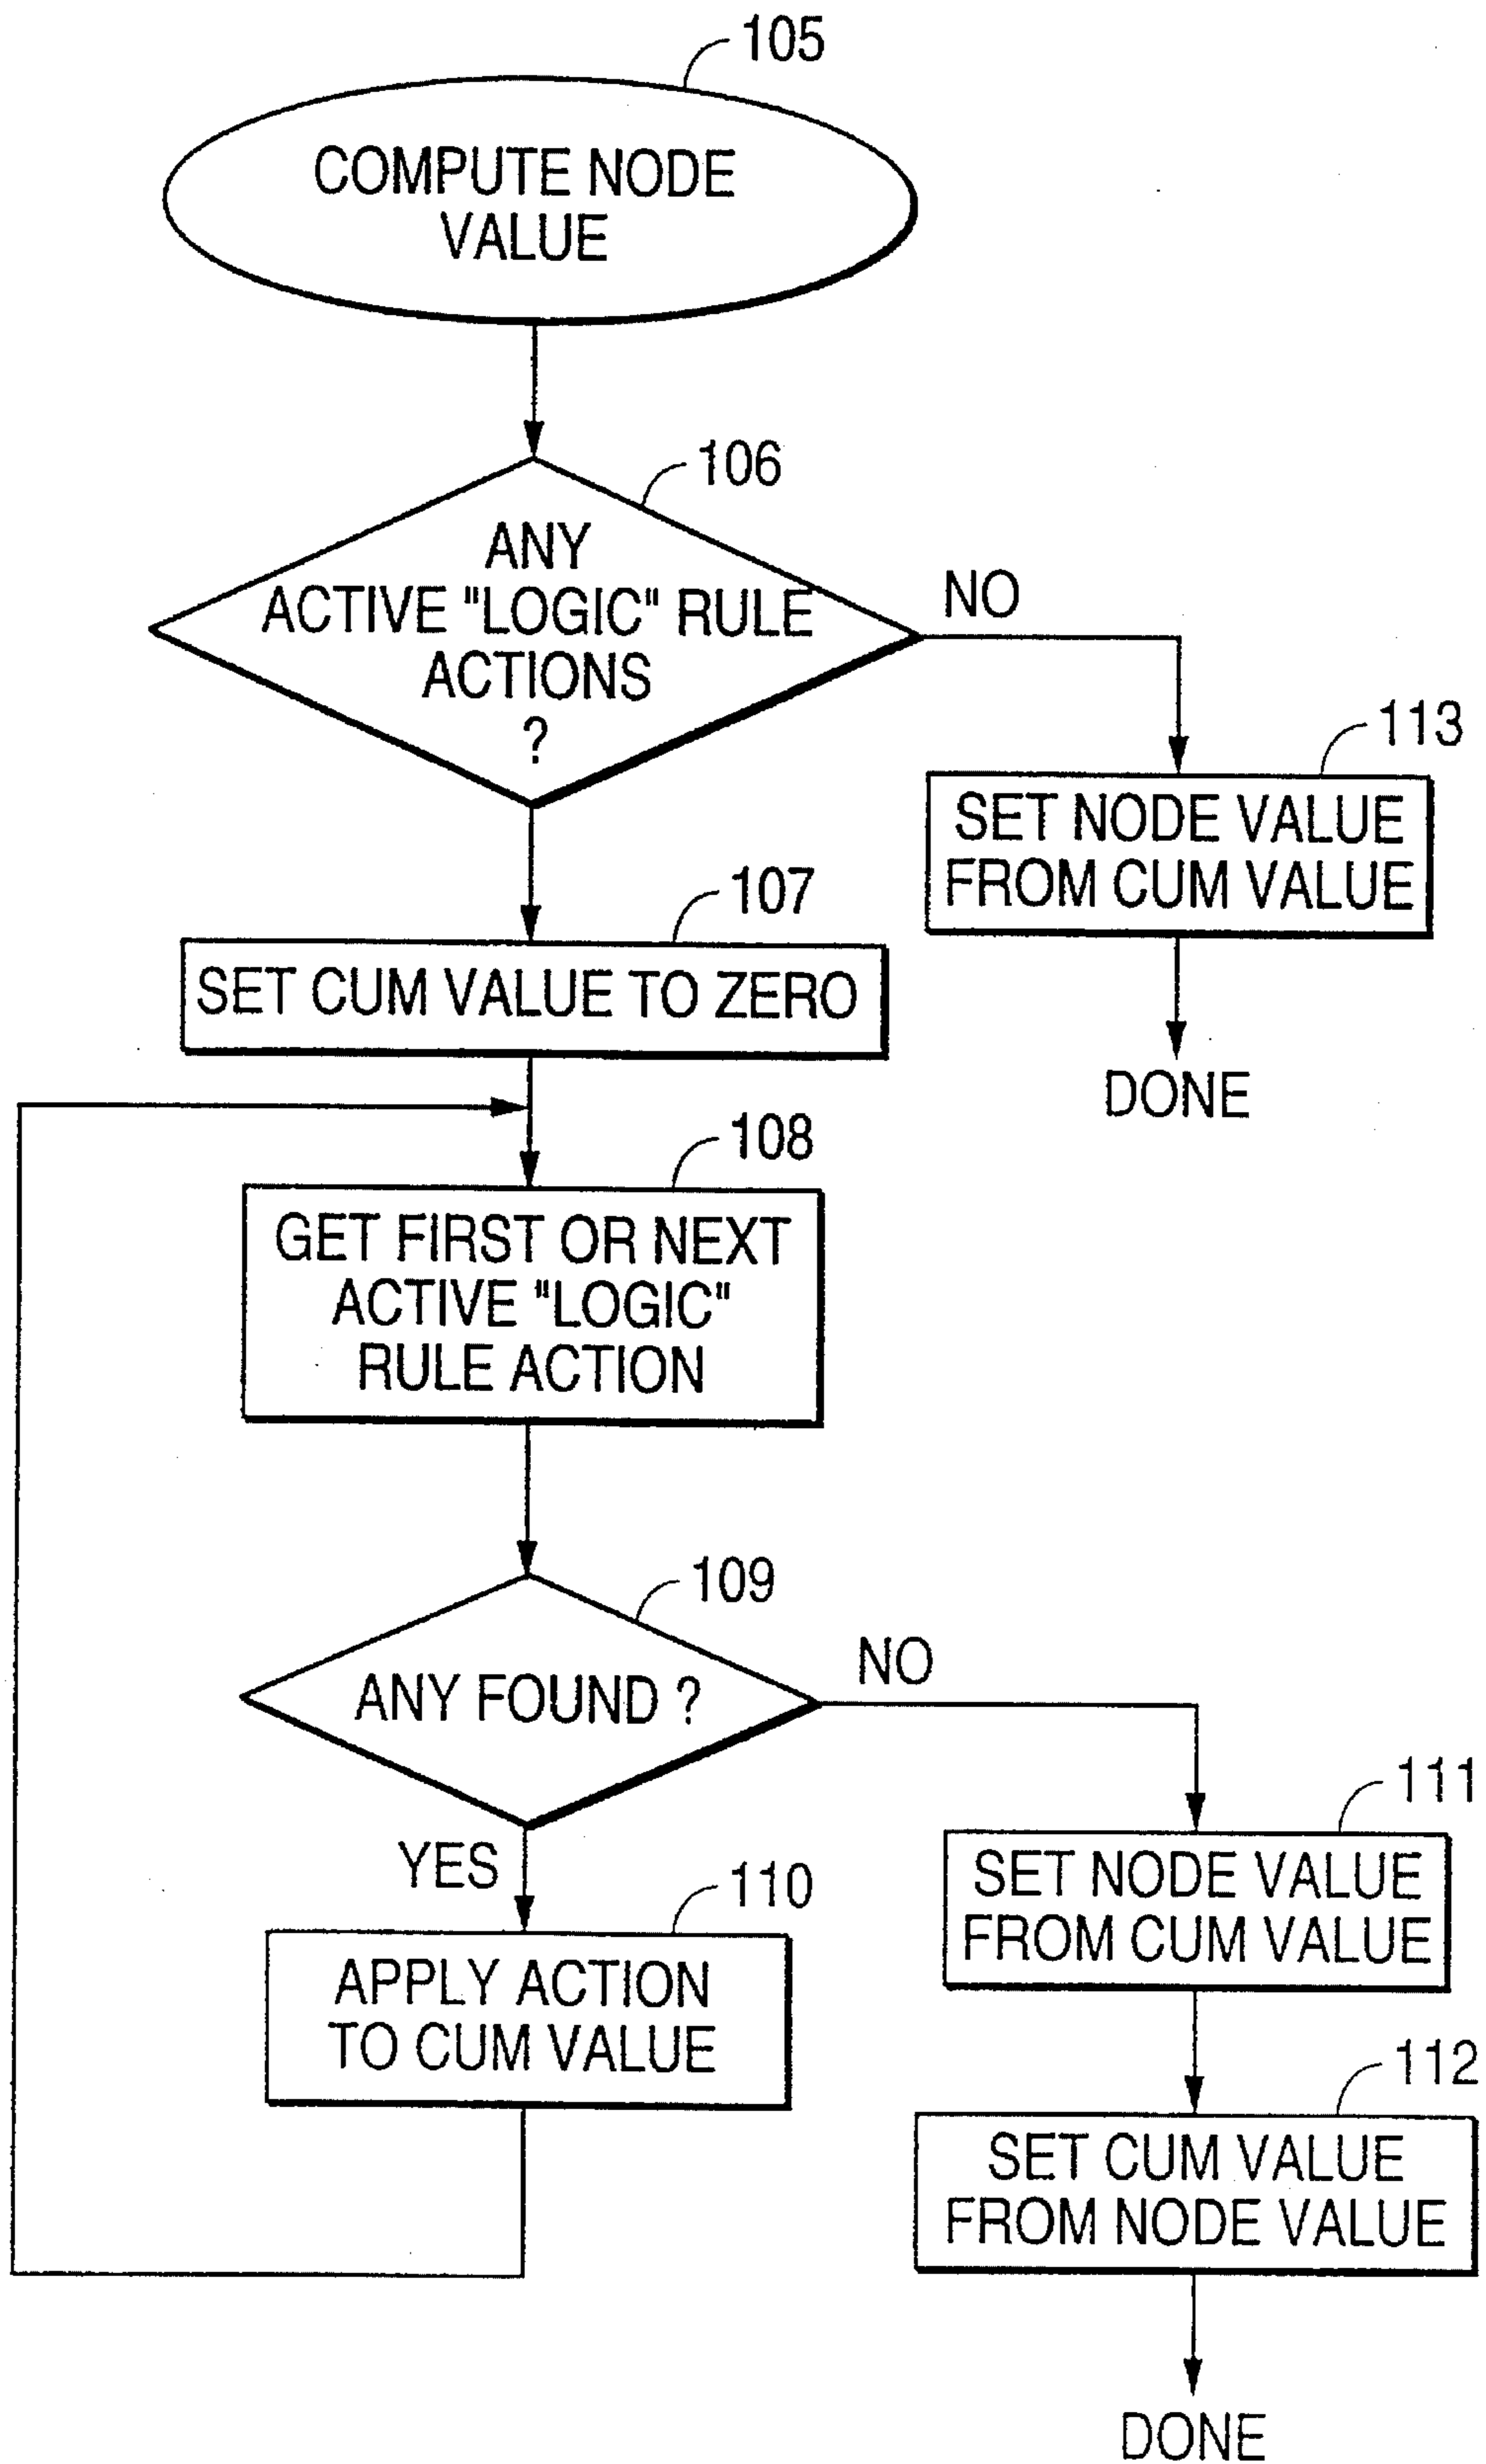 105
COMPUTE NODE
VALUE
106
ANY
ACTIVE "LOGIC" RULE
ACTIONS
?
NO
113
SET NODE VALUE
FROM CUM VALUE
DONE
107
SET CUM VALUE TO ZERO
108
GET FIRST OR NEXT
ACTIVE "LOGIC"
RULE ACTION
109
ANY FOUND ?
NO
YES
110
APPLY ACTION
TO CUM VALUE
111
SET NODE VALUE
FROM CUM VALUE
112
SET CUM VALUE
FROM NODE VALUE
DONE